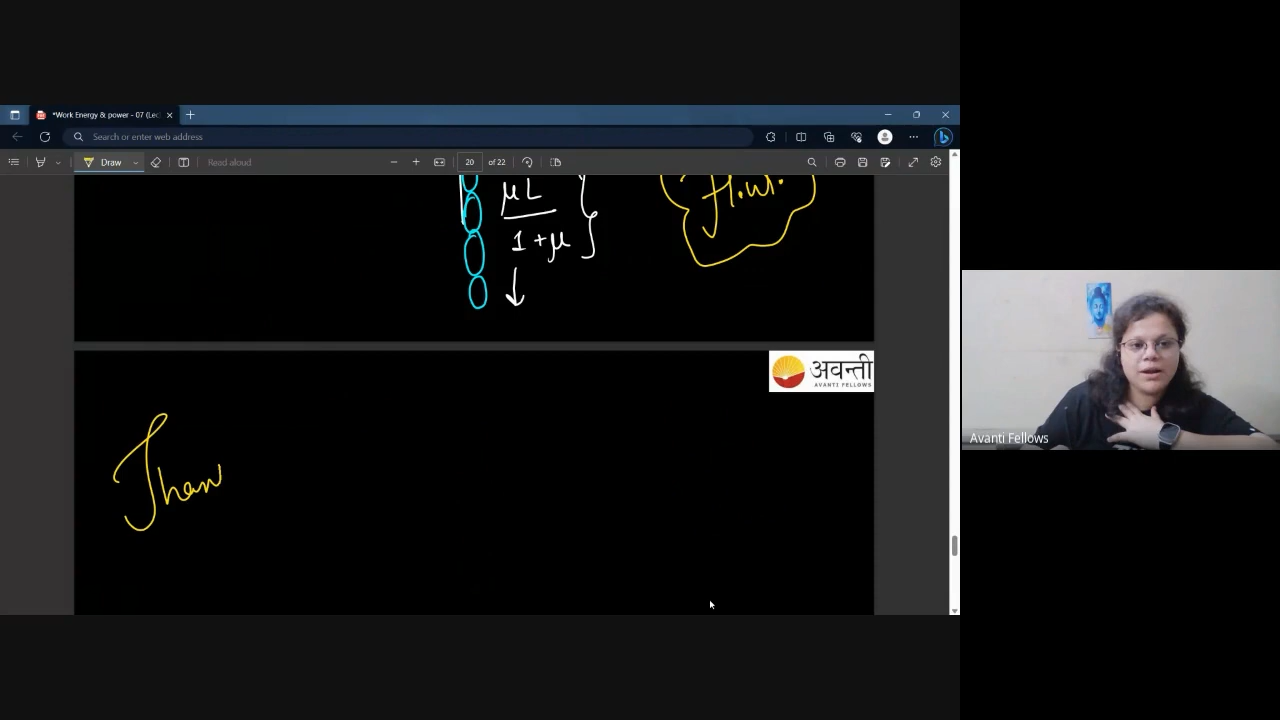 *Work Energy & power - 07 (Lec
Search or enter web address
Draw
Read aloud
20 of 22
μL
1+μ
H.W.
अवन्ती
AVANTI FELLOWS
Than
Avanti Fellows